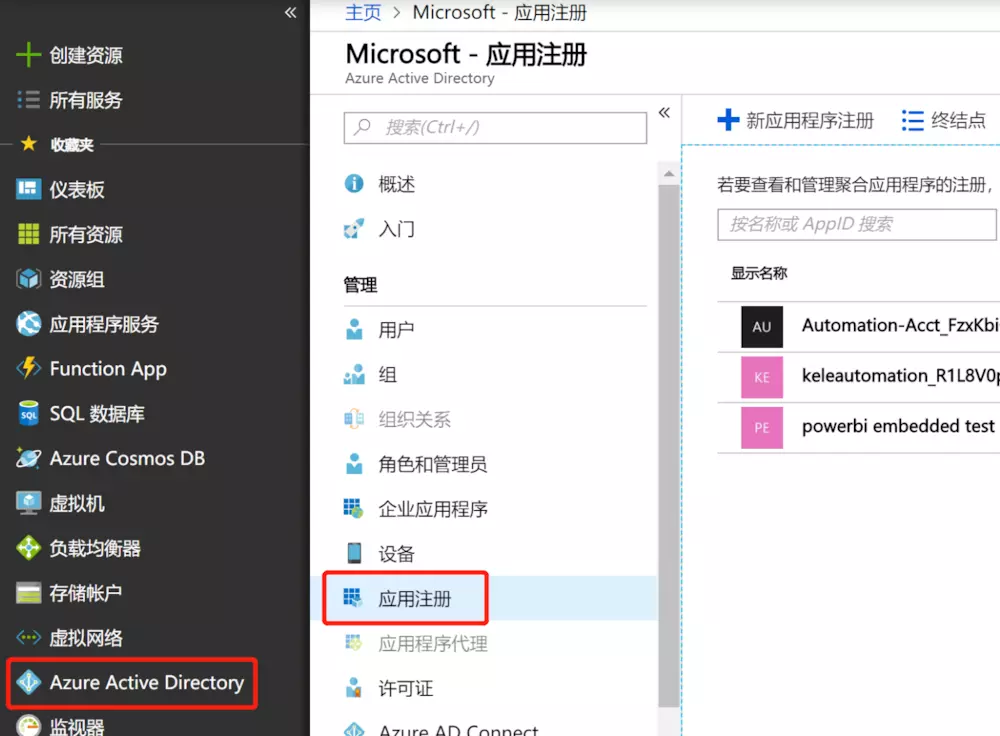 创建资源
所有服务
收藏夹
仪表板
所有资源
资源组
应用程序服务
Function App
SQL 数据库
Azure Cosmos DB
虚拟机
负载均衡器
存储帐户
虚拟网络
Azure Active Directory
监视器
主页 > Microsoft - 应用注册
Microsoft - 应用注册
Azure Active Directory
搜索(Ctrl+/)
概述
入门
管理
用户
组
组织关系
角色和管理员
企业应用程序
设备
应用注册
应用程序代理
许可证
Azure AD Connect
新应用程序注册
终结点
若要查看和管理聚合应用程序的注册，
按名称或 AppID 搜索
显示名称
AU Automation-Acct_FzxKbi
KE keleautomation_R1L8V0p
PE powerbi embedded test